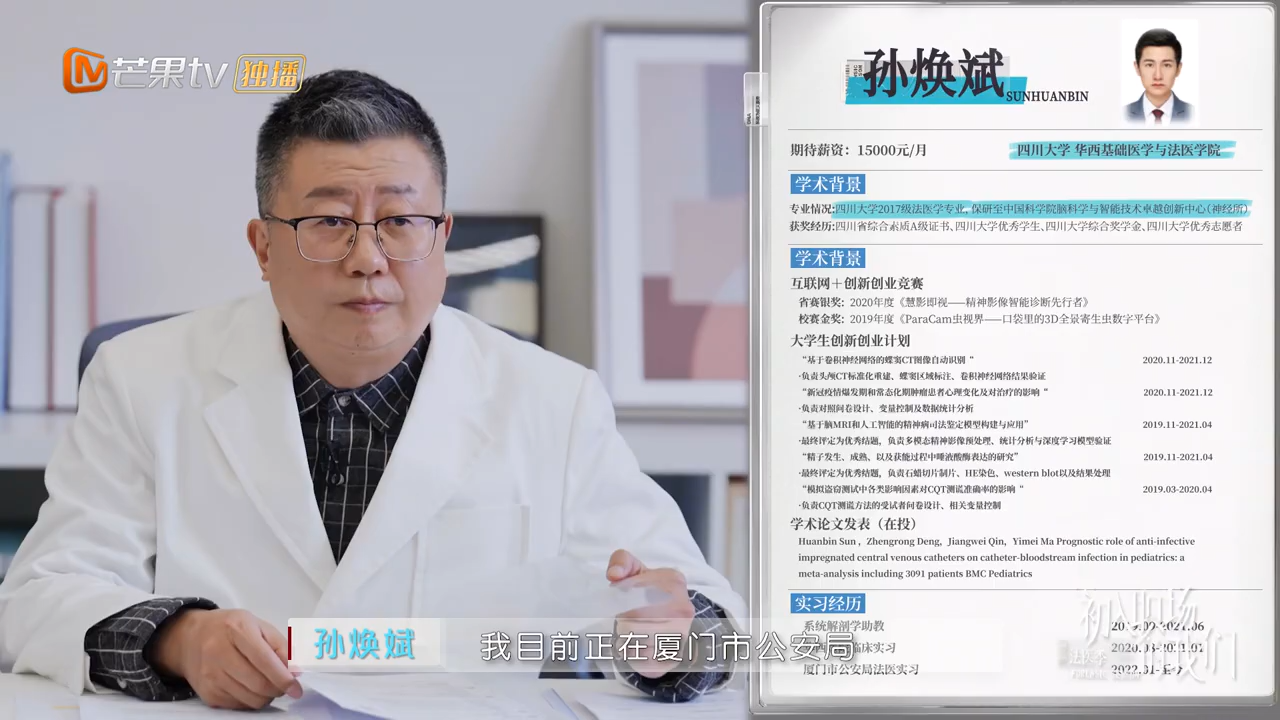 芒果tv 独播
孙焕斌
SUNHUANBIN
期待薪资：15000元/月
四川大学 华西基础医学与法医学院
学术背景
专业情况:四川大学2017级法医学专业，保研至中国科学院脑科学与智能技术卓越创新中心（神经所）
获奖经历:四川省综合素质A级证书、四川大学优秀学生、四川大学综合奖学金、四川大学优秀志愿者
学术背景
互联网＋创新创业竞赛
省赛银奖：2020年度《慧影即视——精神影像智能诊断先行者》
校赛金奖：2019年度《ParaCam虫视界——口袋里的3D全景寄生虫数字平台》
大学生创新创业计划
“基于卷积神经网络的蝶窦CT图像自动识别 “ 2020.11-2021.12
·负责头颅CT标准化重建、蝶窦区域标注、卷积神经网络结果验证
“新冠疫情爆发期和常态化期肿瘤患者心理变化及对治疗的影响 “ 2020.11-2021.12
·负责对照问卷设计、变量控制及数据统计分析
“基于脑MRI和人工智能的精神病司法鉴定模型构建与应用” 2019.11-2021.04
·最终评定为优秀结题，负责多模态精神影像预处理、统计分析与深度学习模型验证
“精子发生、成熟、以及获能过程中唾液酸酶表达的研究” 2019.11-2021.04
·最终评定为优秀结题，负责石蜡切片制片、HE染色、western blot以及结果处理
“模拟盗窃测试中各类影响因素对CQT测谎准确率的影响 “ 2019.03-2020.04
·负责CQT测谎方法的受试者问卷设计、相关变量控制
学术论文发表（在投）
Huanbin Sun，Zhengrong Deng，Jiangwei Qin，Yimei Ma Prognostic role of anti-infective
impregnated central venous catheters on catheter-bloodstream infection in pediatrics: a
meta-analysis including 3091 patients BMC Pediatrics
实习经历
系统解剖学助教
临床实习
厦门市公安局法医实习
初入职场的我们
法医季
孙焕斌 我目前正在厦门市公安局